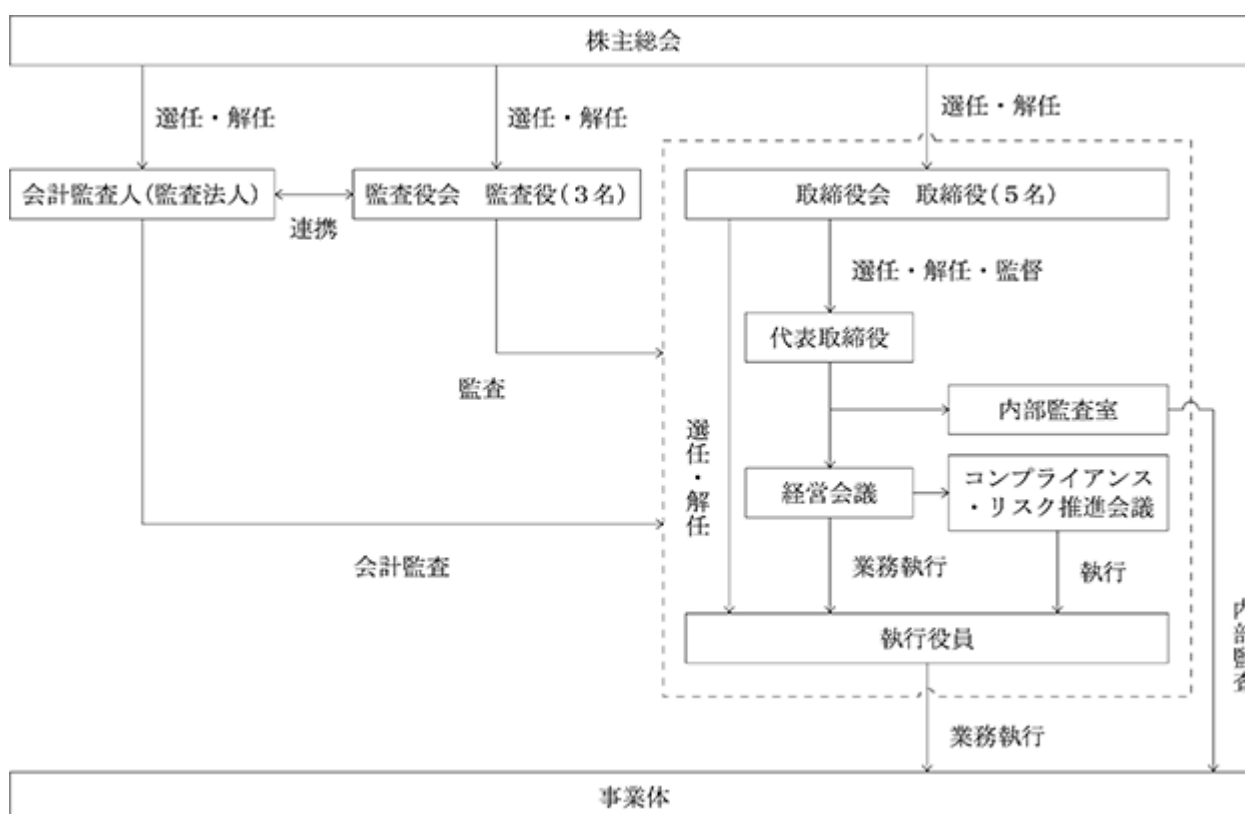 株主総会
選任・解任
選任・解任
選任・解任
会計監査人(監査法人)
監査役会　監査役(3名)
取締役会　取締役(5名)
連携
選任・解任・監督
代表取締役
監査
内部監査室
選任・解任
経営会議
コンプライアンス
・リスク推進会議
会計監査
業務執行
執行
内部監査
執行役員
業務執行
事業体